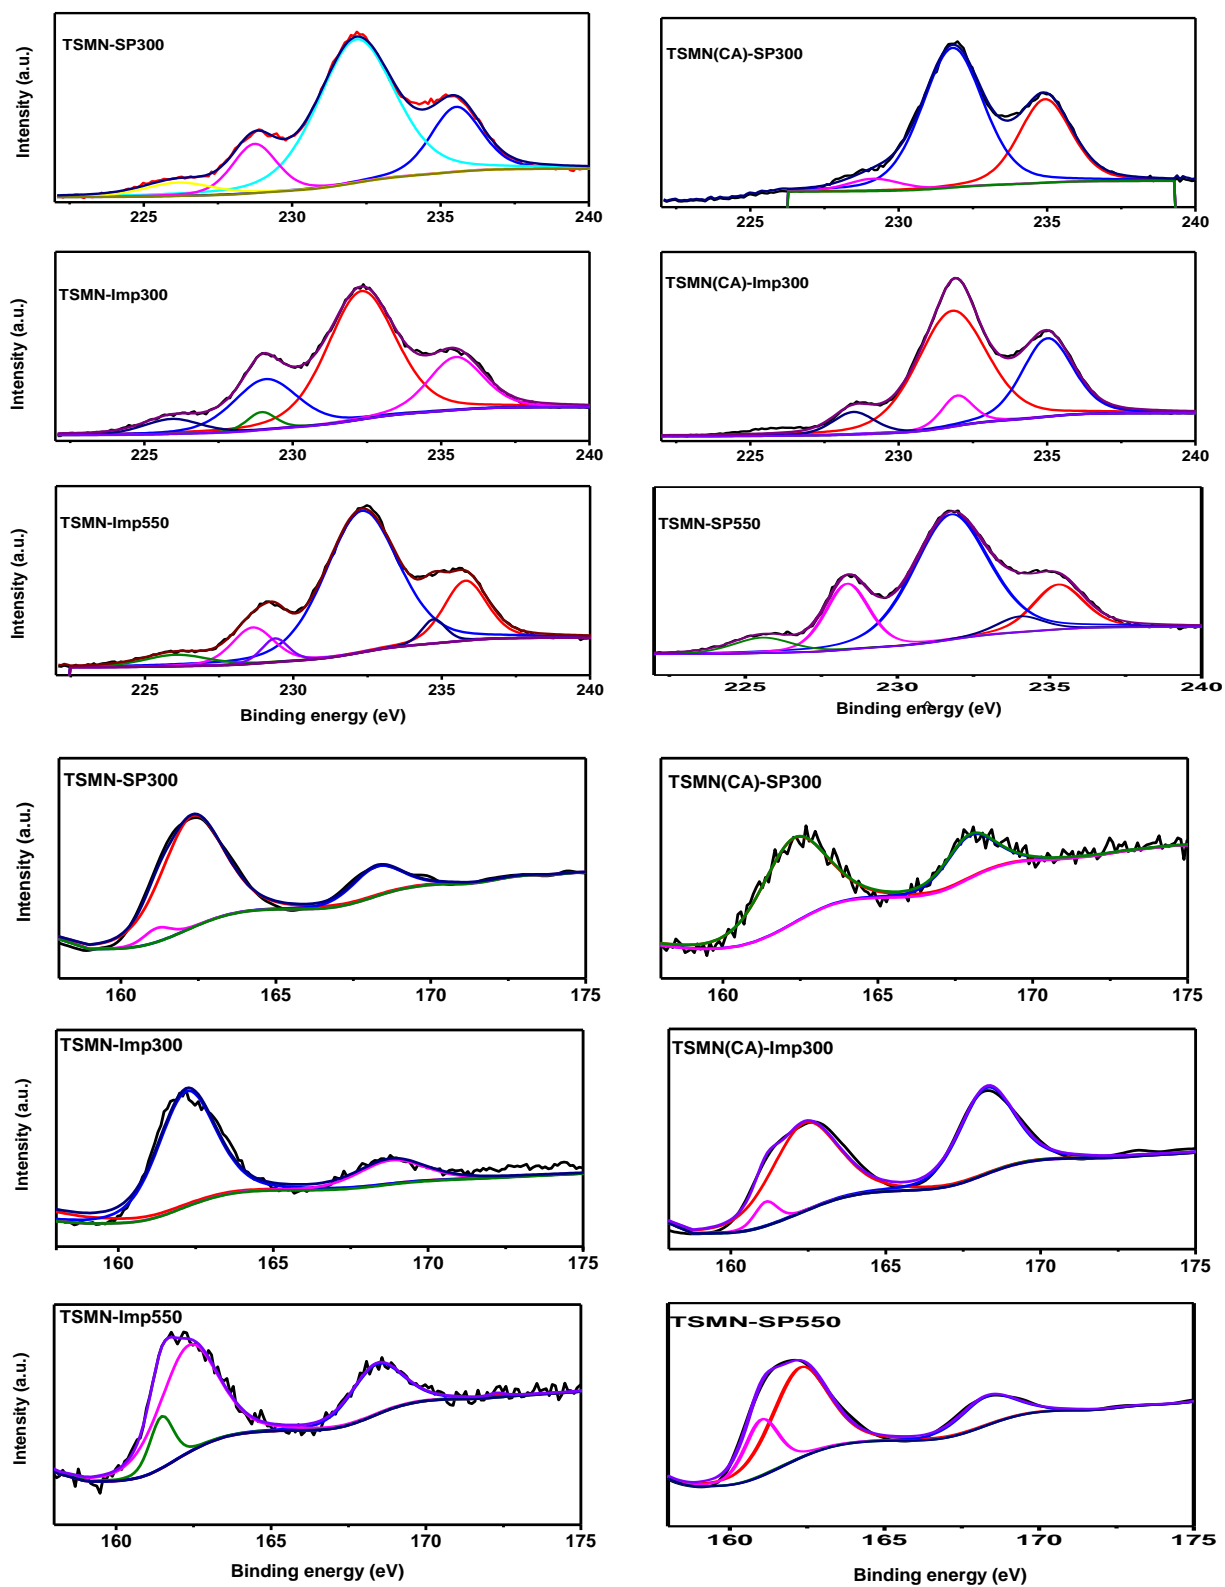 TSMN-SP300
TSMN(CA)-SP300
Intensity (a.u.)
225 230 235 240
225 230 235 240
TSMN-Imp300
TSMN(CA)-Imp300
Intensity (a.u.)
225 230 235 240
225 230 235 240
TSMN-Imp550
TSMN-SP550
Intensity (a.u.)
225 230 235 240
225 230 235 240
Binding energy (eV)
Binding energy (eV)
TSMN-SP300
TSMN(CA)-SP300
Intensity (a.u.)
160 165 170 175
160 165 170 175
TSMN-Imp300
TSMN(CA)-Imp300
Intensity (a.u.)
160 165 170 175
160 165 170 175
TSMN-Imp550
TSMN-SP550
Intensity (a.u.)
160 165 170 175
160 165 170 175
Binding energy (eV)
Binding energy (eV)